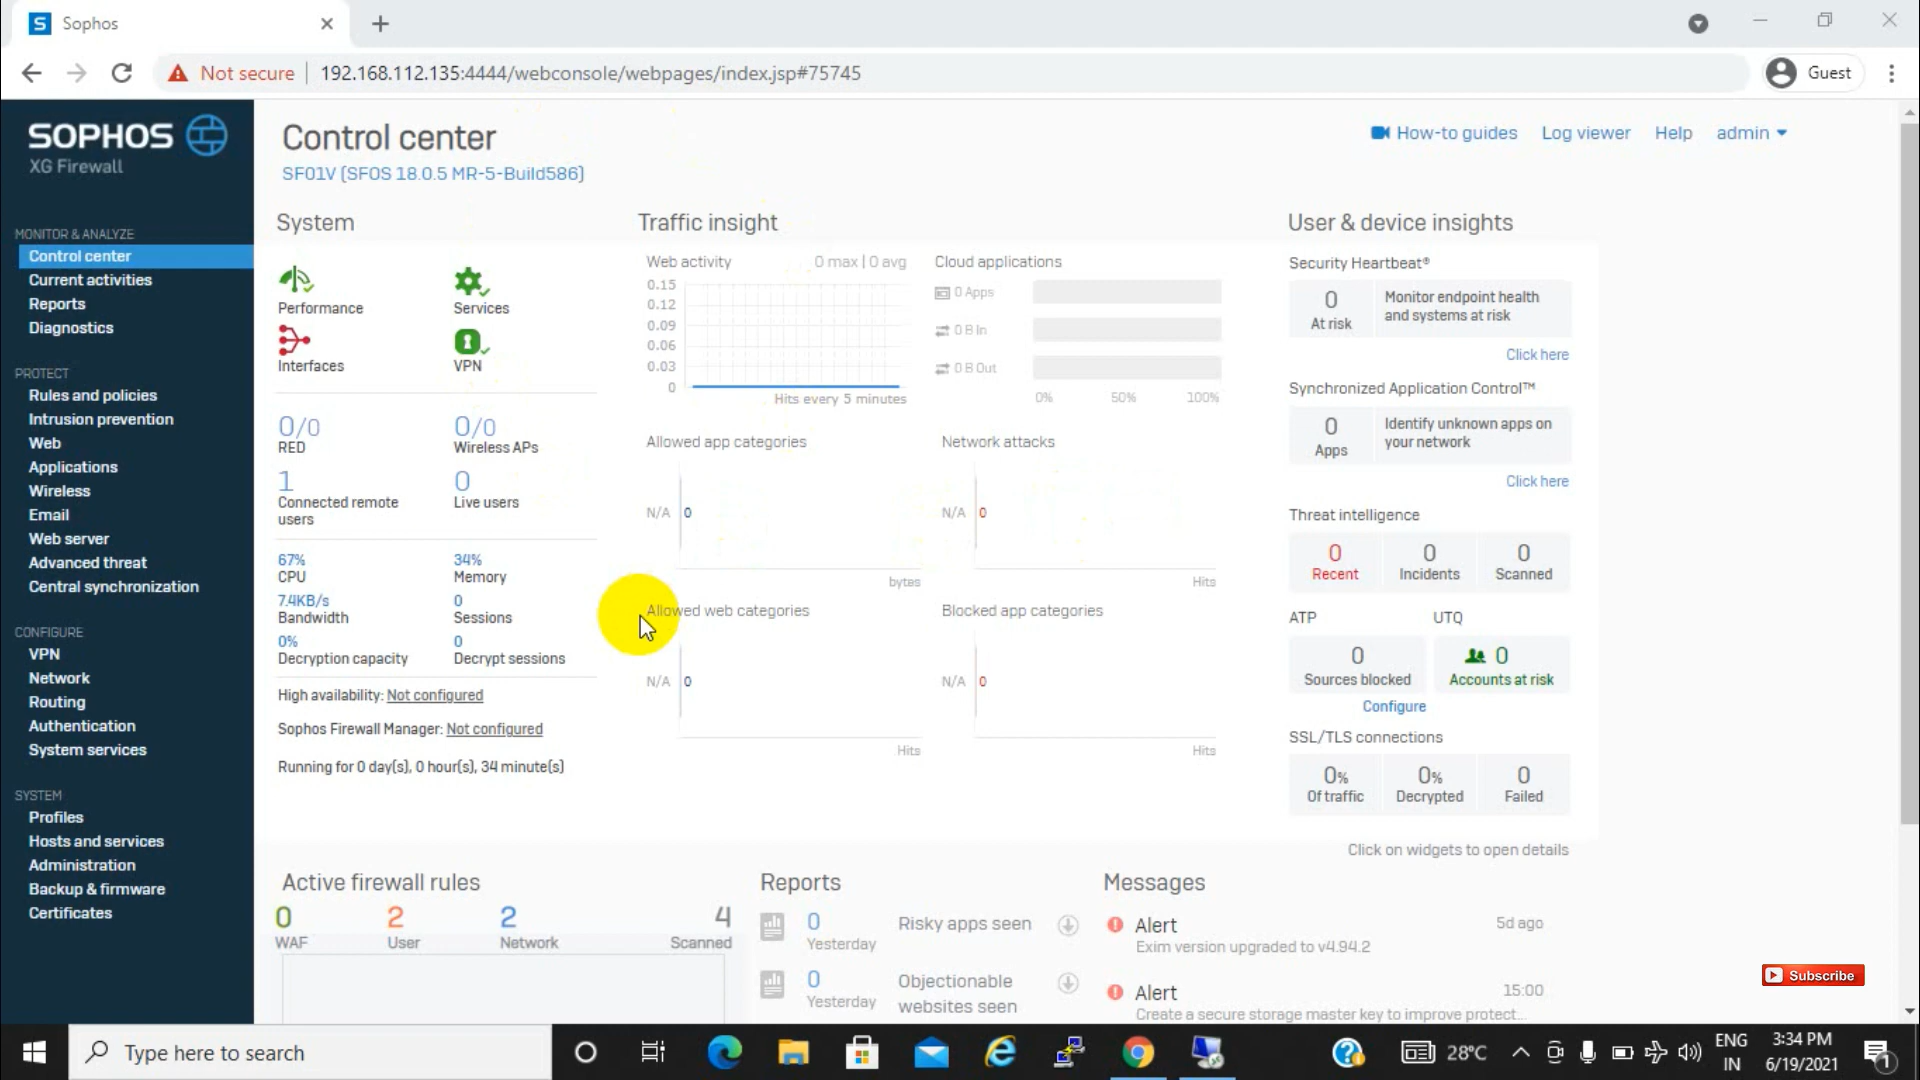 Sophos
Not secure
192.168.112.135:4444/webconsole/webpages/index.jsp#75745
Guest
SOPHOS
XG Firewall
MONITOR & ANALYZE
Control center
Current activities
Reports
Diagnostics
PROTECT
Rules and policies
Intrusion prevention
Web
Applications
Wireless
Email
Web server
Advanced threat
Central synchronization
CONFIGURE
VPN
Network
Routing
Authentication
System services
SYSTEM
Profiles
Hosts and services
Administration
Backup & firmware
Certificates
Control center
SF01V (SFOS 18.0.5 MR-5-Build586)
How-to guides
Log viewer
Help
admin
System
Performance
Services
Interfaces
VPN
0/0
RED
0/0
Wireless APs
1
Connected remote
users
0
Live users
67%
CPU
34%
Memory
7.4KB/s
Bandwidth
0
Sessions
0%
Decryption capacity
0
Decrypt sessions
High availability: Not configured
Sophos Firewall Manager: Not configured
Running for 0 day(s), 0 hour(s), 34 minute(s)
Traffic insight
Web activity
0 max | 0 avg
0.15
0.12
0.09
0.06
0.03
0
Hits every 5 minutes
Cloud applications
0 Apps
0 B In
0 B Out
0%
50%
100%
Allowed app categories
N/A
0
bytes
Network attacks
N/A
0
Hits
Allowed web categories
N/A
0
Hits
Blocked app categories
N/A
0
Hits
User & device insights
Security Heartbeat®
0
At risk
Monitor endpoint health
and systems at risk
Click here
Synchronized Application Control™
0
Apps
Identify unknown apps on
your network
Click here
Threat intelligence
0
Recent
0
Incidents
0
Scanned
ATP
UTQ
0
Sources blocked
0
Accounts at risk
Configure
SSL/TLS connections
0%
Of traffic
0%
Decrypted
0
Failed
Click on widgets to open details
Active firewall rules
0
WAF
2
User
2
Network
4
Scanned
Reports
0
Yesterday
Risky apps seen
0
Yesterday
Objectionable
websites seen
Messages
Alert
5d ago
Exim version upgraded to v4.94.2
Alert
15:00
Create a secure storage master key to improve protect...
Subscribe
Type here to search
28°C
ENG
IN
3:34 PM
6/19/2021
1